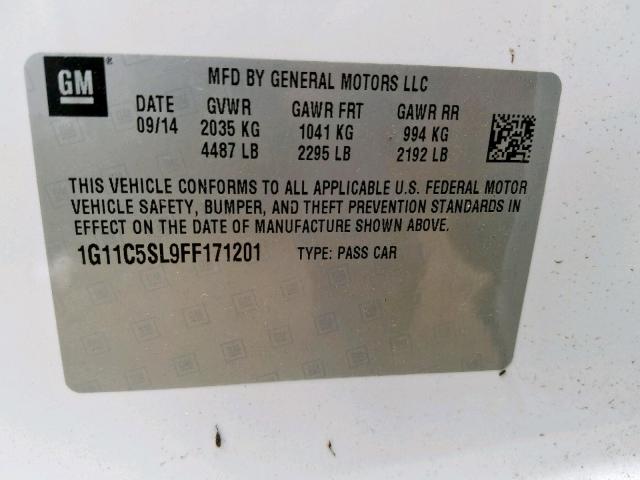 GM
MFD BY GENERAL MOTORS LLC
DATE GVWR GAWR FRT GAWR RR
09/14 2035 KG 1041 KG 994 KG
4487 LB 2295 LB 2192 LB
THIS VEHICLE CONFORMS TO ALL APPLICABLE U.S. FEDERAL MOTOR
VEHICLE SAFETY, BUMPER, AND THEFT PREVENTION STANDARDS IN
EFFECT ON THE DATE OF MANUFACTURE SHOWN ABOVE.
1G11C5SL9FF171201 TYPE: PASS CAR